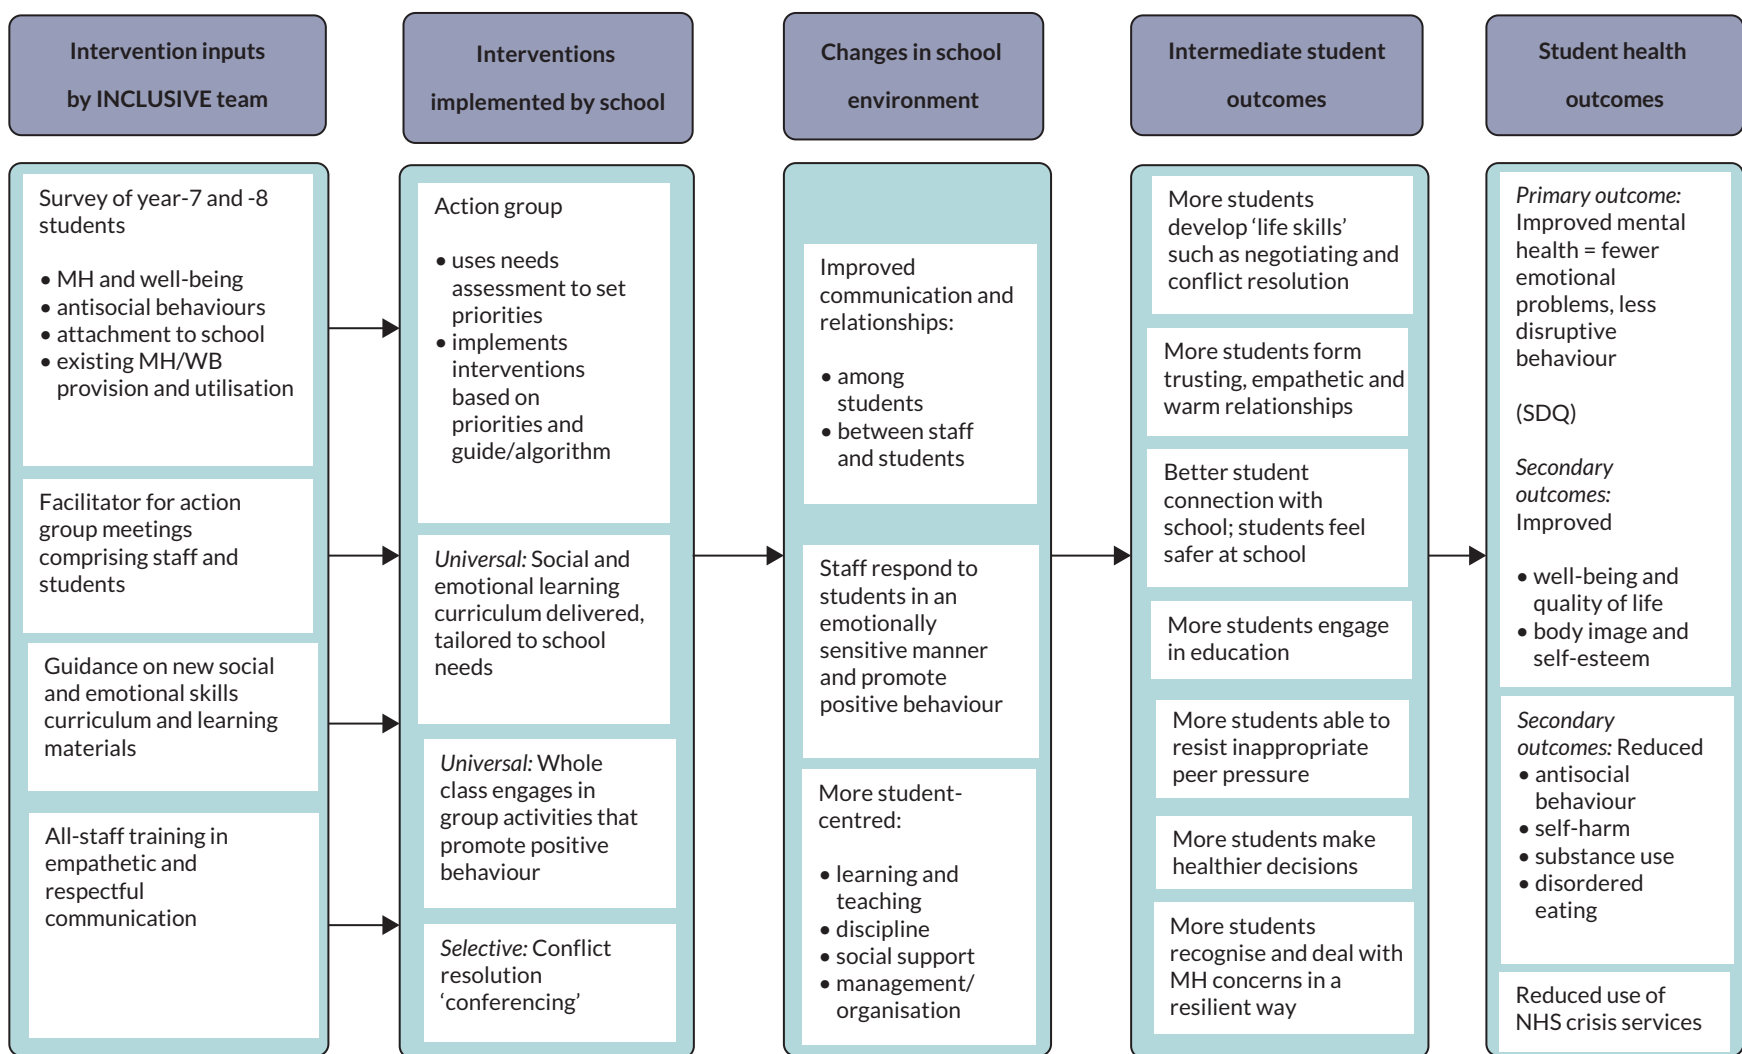 Intervention inputs
by INCLUSIVE team
Survey of year-7 and -8
students
• MH and well-being
• antisocial behaviours
• attachment to school
• existing MH/WB
provision and utilisation
Facilitator for action
group meetings
comprising staff and
students
Guidance on new social
and emotional skills
curriculum and learning
materials
All-staff training in
empathetic and
respectful
communication
Interventions
implemented by school
Action group
• uses needs
assessment to set
priorities
• implements
interventions
based on
priorities and
guide/algorithm
Universal: Social and
emotional learning
curriculum delivered,
tailored to school
needs
Universal: Whole
class engages in
group activities that
promote positive
behaviour
Selective: Conflict
resolution
‘conferencing’
Changes in school
environment
Improved
communication and
relationships:
• among
students
• between staff
and students
Staff respond to
students in an
emotionally
sensitive manner
and promote
positive behaviour
More student-
centred:
• learning and
teaching
• discipline
• social support
• management/
organisation
Intermediate student
outcomes
More students
develop ‘life skills’
such as negotiating and
conflict resolution
More students form
trusting, empathetic and
warm relationships
Better student
connection with
school; students feel
safer at school
More students engage
in education
More students able to
resist inappropriate
peer pressure
More students make
healthier decisions
More students
recognise and deal with
MH concerns in a
resilient way
Student health
outcomes
Primary outcome:
Improved mental
health = fewer
emotional
problems, less
disruptive
behaviour
(SDQ)
Secondary
outcomes:
Improved
• well-being and
quality of life
• body image and
self-esteem
Secondary
outcomes: Reduced
• antisocial
behaviour
• self-harm
• substance use
• disordered
eating
Reduced use of
NHS crisis services